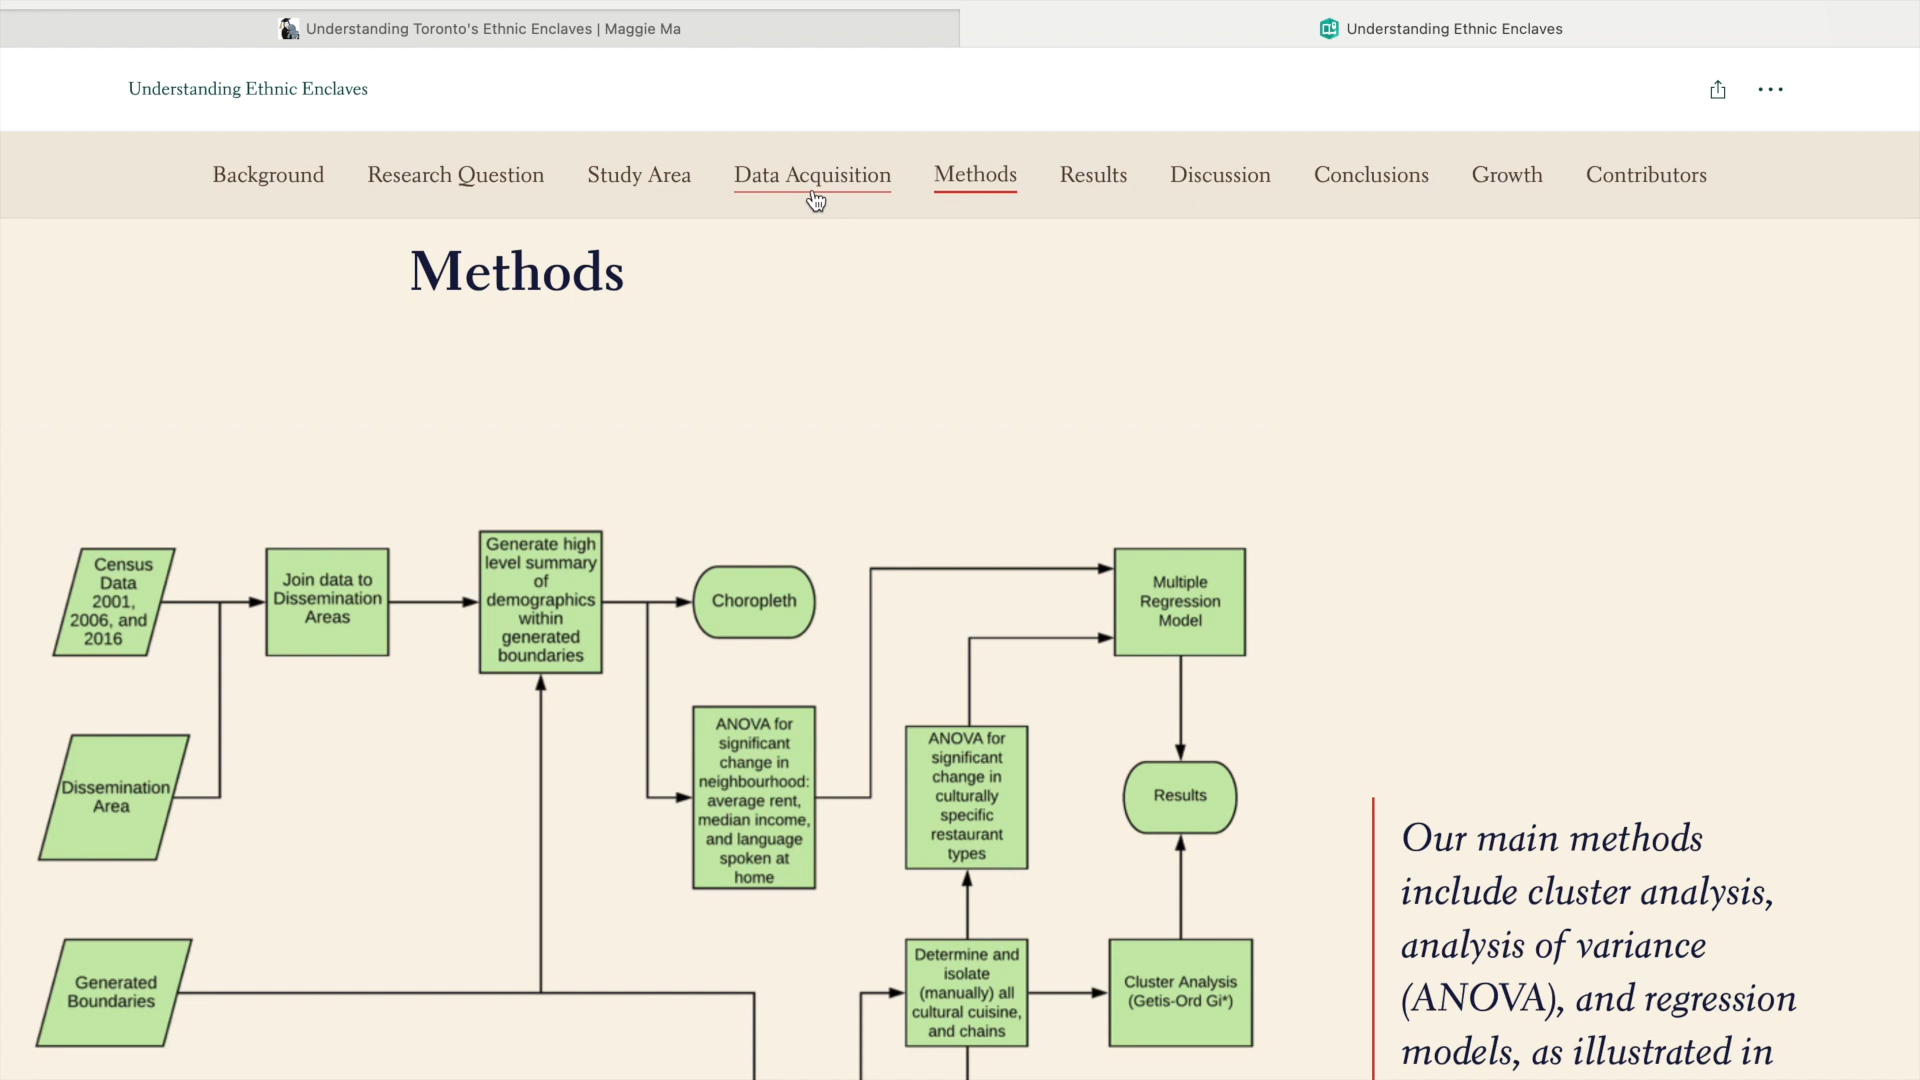 Understanding Toronto's Ethnic Enclaves | Maggie Ma
Understanding Ethnic Enclaves
Understanding Ethnic Enclaves
Background
Research Question
Study Area
Data Acquisition
Methods
Results
Discussion
Conclusions
Growth
Contributors
Methods
Census
Data
2001,
2006, and
2016
Join data to
Dissemination
Areas
Generate high
level summary
of
demographics
within
generated
boundaries
Choropleth
Multiple
Regression
Model
Dissemination
Area
ANOVA for
significant
change in
neighbourhood:
average rent,
median income,
and language
spoken at
home
ANOVA for
significant
change in
culturally
specific
restaurant
types
Results
Generated
Boundaries
Determine and
isolate
(manually) all
cultural cuisine,
and chains
Cluster Analysis
(Getis-Ord Gi*)
Our main methods
include cluster analysis,
analysis of variance
(ANOVA), and regression
models, as illustrated in